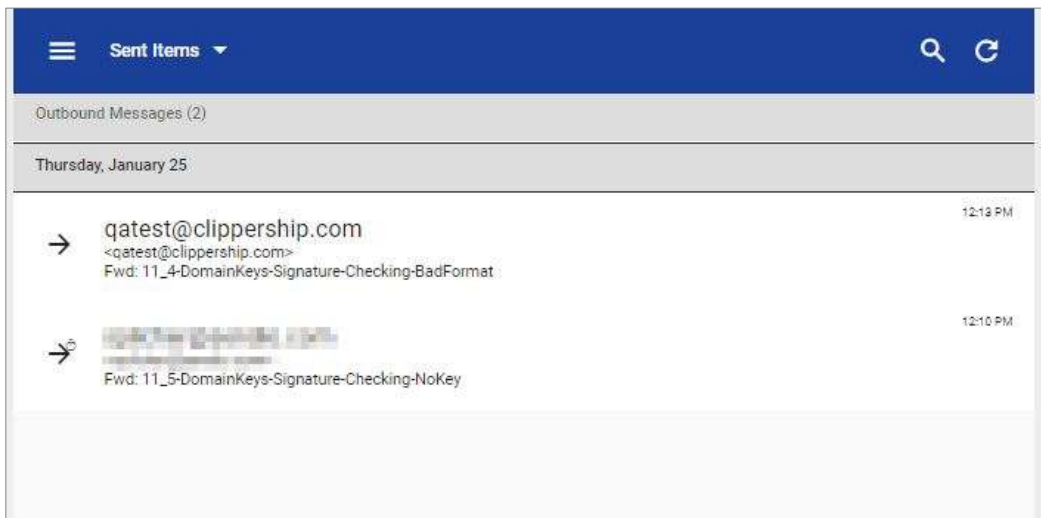 Sent Items
Outbound Messages (2)
Thursday, January 25
12:13 PM
qatest@clippership.com
<qatest@clippership.com>
Fwd: 11_4-DomainKeys-Signature-Checking-BadFormat
12:10 PM
Fwd: 11_5-DomainKeys-Signature-Checking-NoKey